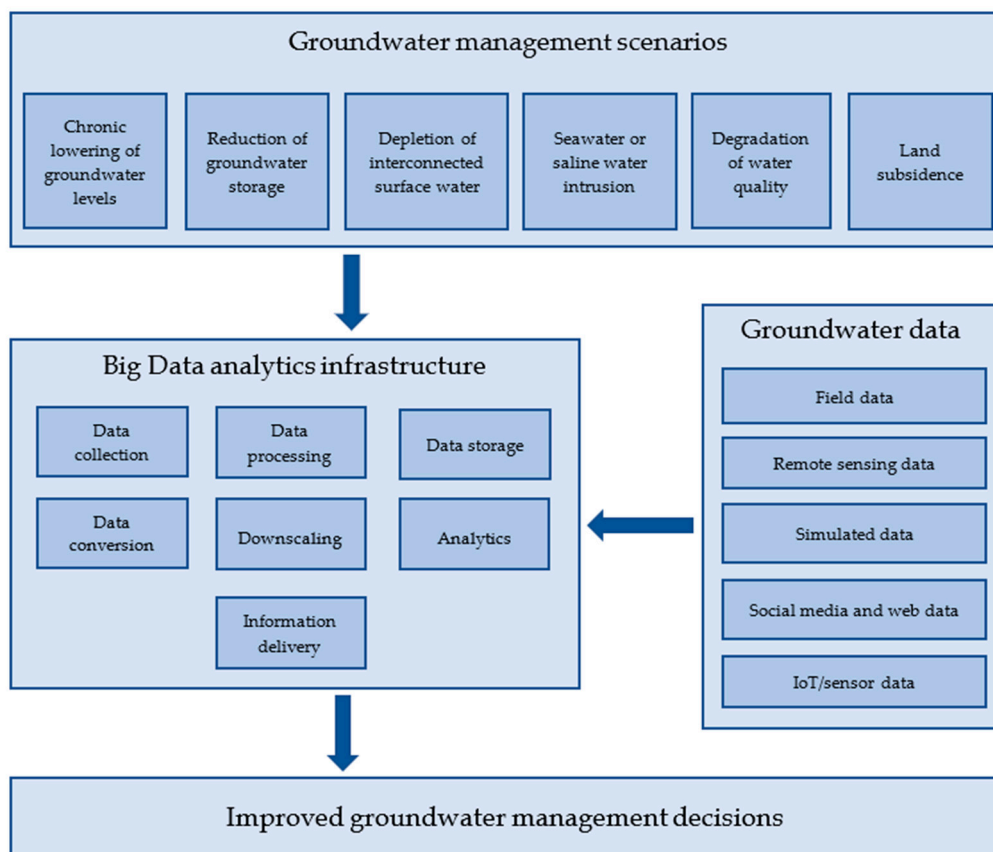 Groundwater management scenarios
Chronic
lowering of
groundwater
levels
Reduction of
groundwater
storage
Depletion of
interconnected
surface water
Seawater or
saline water
intrusion
Degradation
of water
quality
Land
subsidence
Big Data analytics infrastructure
Data
collection
Data
processing
Data storage
Data
conversion
Downscaling
Analytics
Information
delivery
Groundwater data
Field data
Remote sensing data
Simulated data
Social media and web data
IoT/sensor data
Improved groundwater management decisions